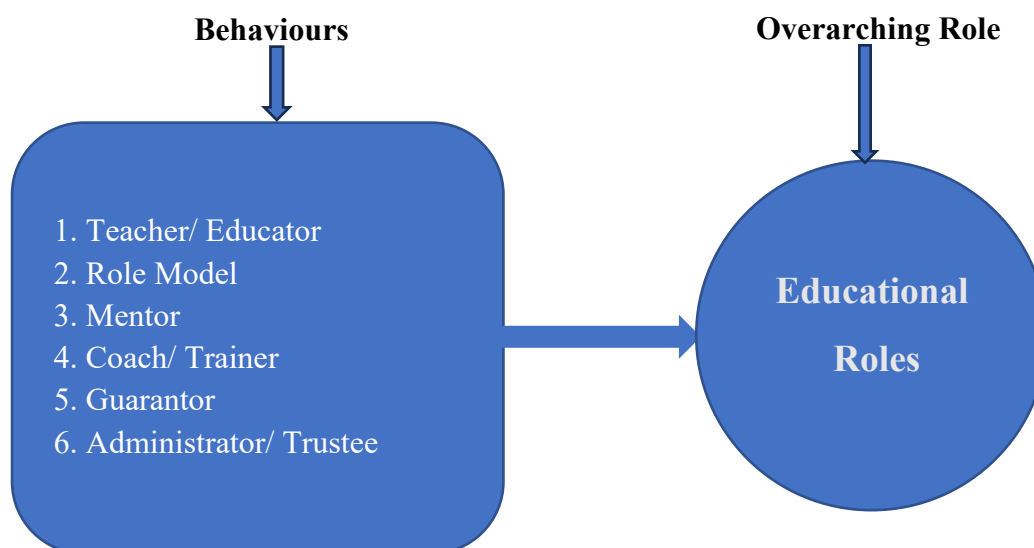 Behaviours
Overarching Role
1. Teacher/ Educator
2. Role Model
3. Mentor
4. Coach/ Trainer
5. Guarantor
6. Administrator/ Trustee
Educational
Roles